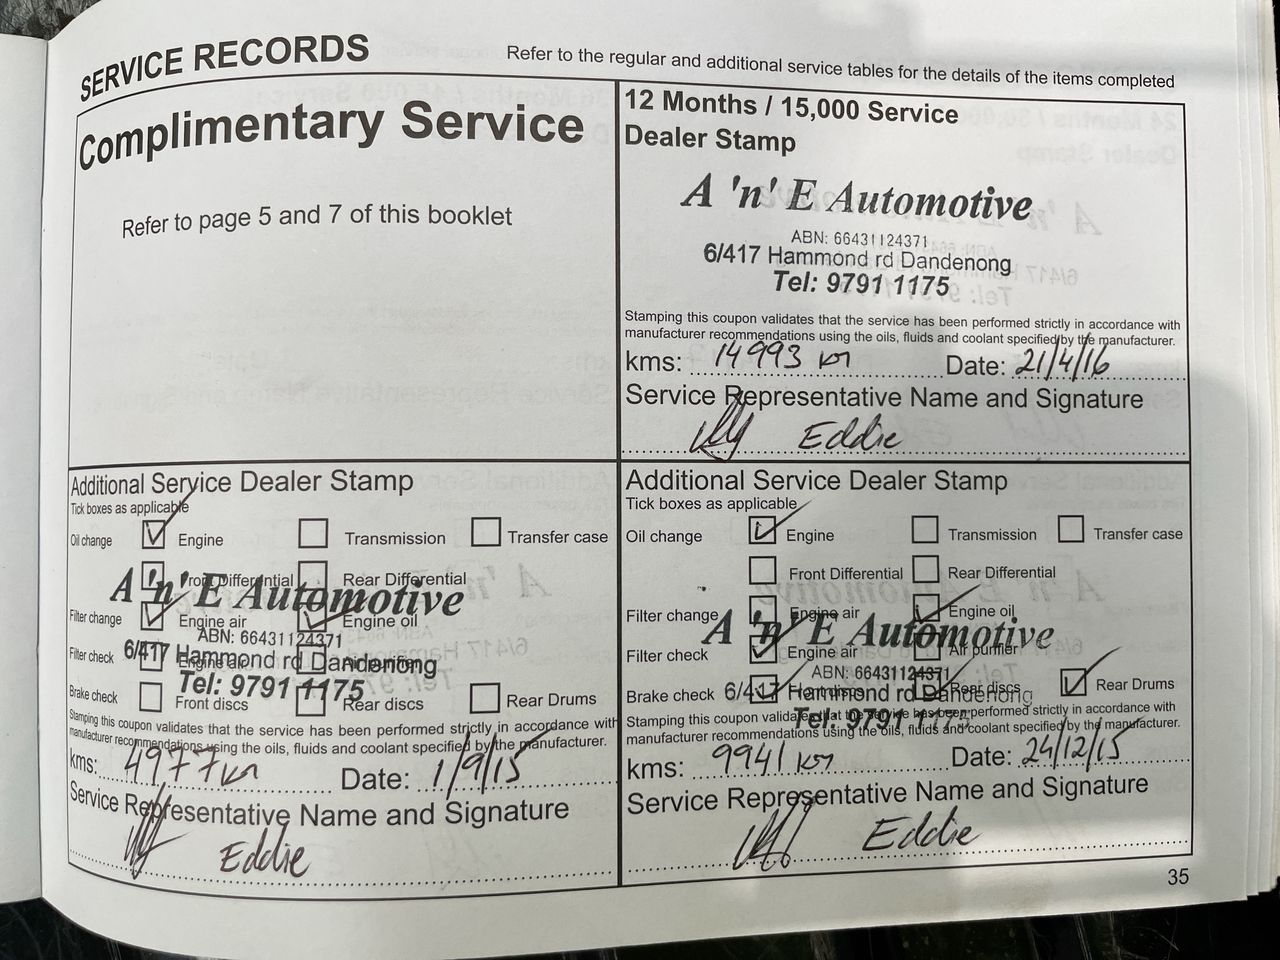 SERVICE RECORDS
Refer to the regular and additional service tables for the details of the items completed
Complimentary Service
Refer to page 5 and 7 of this booklet
12 Months / 15,000 Service
Dealer Stamp
A 'n' E Automotive
ABN: 66431124371
6/417 Hammond rd Dandenong
Tel: 9791 1175
Stamping this coupon validates that the service has been performed strictly in accordance with
manufacturer recommendations using the oils, fluids and coolant specified by the manufacturer.
kms: 14993 km Date: 21/4/16
Service Representative Name and Signature
Eddie
Additional Service Dealer Stamp
Tick boxes as applicable
Oil change Engine Transmission Transfer case
Front Differential Rear Differential
A 'n' E Automotive
Filter change Engine air Engine oil
ABN: 66431124371
Filter check Engine air Air purifier
6/417 Hammond rd Dandenong
Tel: 9791 1175
Brake check Front discs Rear discs Rear Drums
Stamping this coupon validates that the service has been performed strictly in accordance with
manufacturer recommendations using the oils, fluids and coolant specified by the manufacturer.
kms: 4977 km Date: 1/9/15
Service Representative Name and Signature
Eddie
Additional Service Dealer Stamp
Tick boxes as applicable
Oil change Engine Transmission Transfer case
Front Differential Rear Differential
Filter change Engine air Engine oil
A 'n' E Automotive
Filter check Engine air Air purifier
ABN: 66431124371
Brake check Front discs Rear discs Rear Drums
6/417 Hammond rd Dandenong
Tel: 9791 1175
Stamping this coupon validates that the service has been performed strictly in accordance with
manufacturer recommendations using the oils, fluids and coolant specified by the manufacturer.
kms: 9941 km Date: 24/12/15
Service Representative Name and Signature
Eddie
35